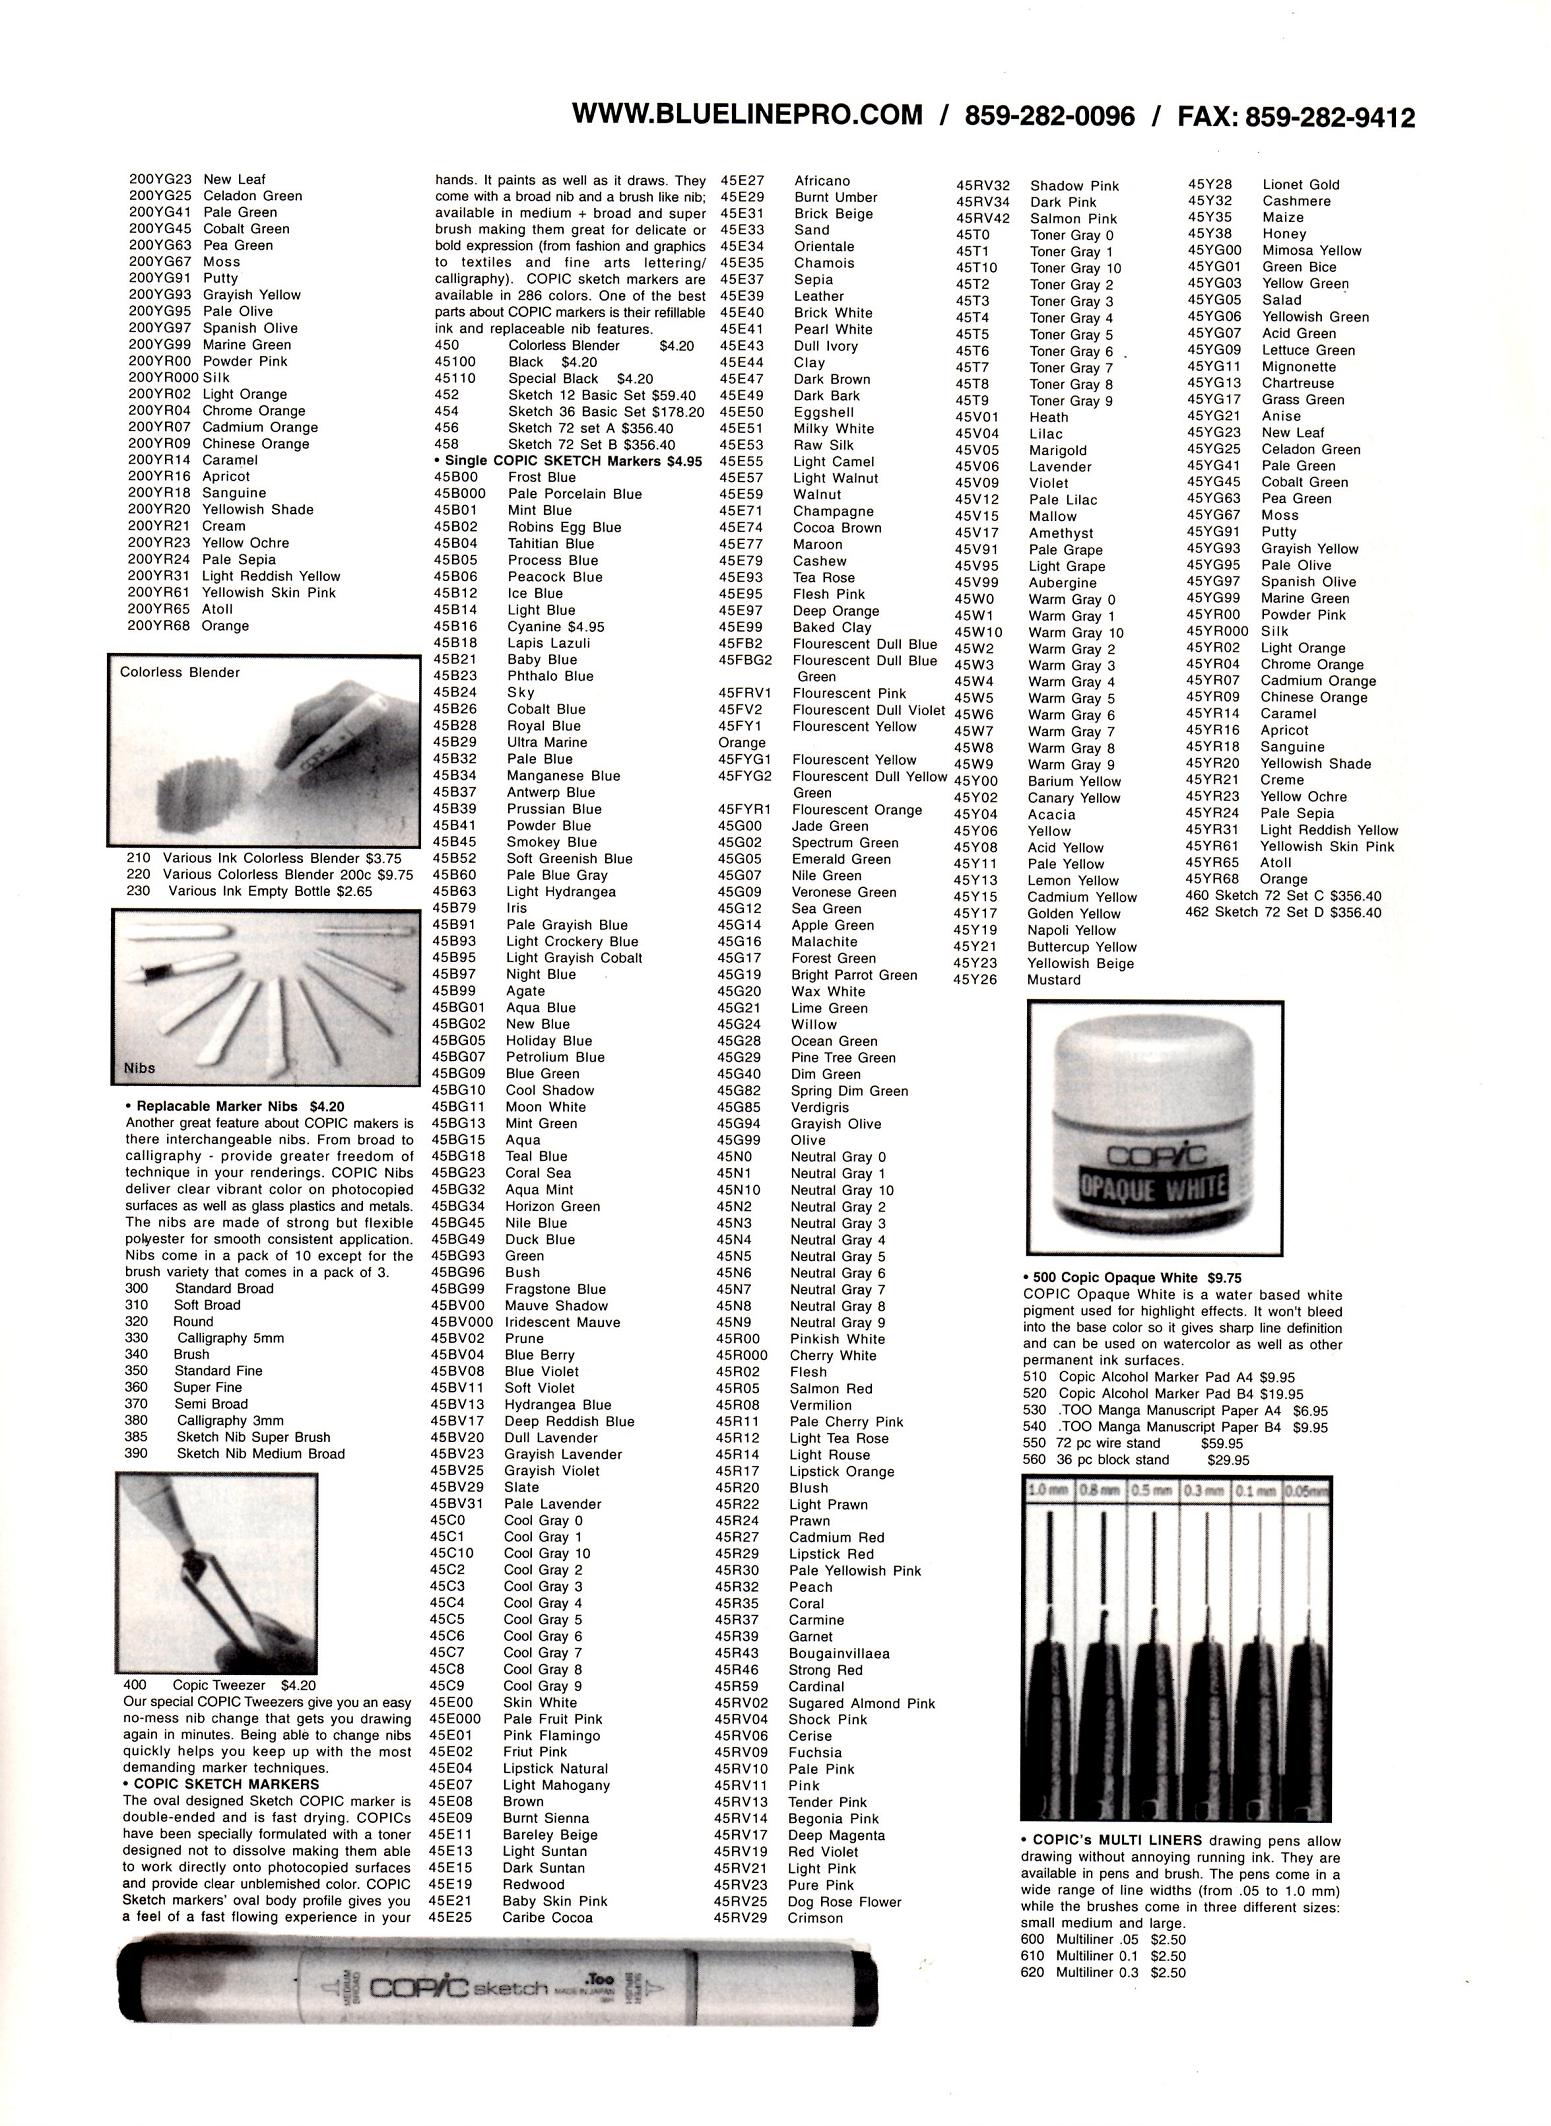 WWW.BLUELINEPRO.COM / 859-282-0096 / FAX: 859-282-9412
200YG23 New Leaf
200YG25 Celadon Green
200YG41 Pale Green
200YG45 Cobalt Green
200YG63 Pea Green
200YG67 Moss
200YG91 Putty
200YG93 Grayish Yellow
200YG95 Pale Olive
200YG97 Spanish Olive
200YG99 Marine Green
200YR00 Powder Pink
200YR000 Silk
200YR02 Light Orange
200YR04 Chrome Orange
200YR07 Cadmium Orange
200YR09 Chinese Orange
200YR14 Caramel
200YR16 Apricot
200YR18 Sanguine
200YR20 Yellowish Shade
200YR21 Cream
200YR23 Yellow Ochre
200YR24 Pale Sepia
200YR31 Light Reddish Yellow
200YR61 Yellowish Skin Pink
200YR65 Atoll
200YR68 Orange
Colorless Blender
210 Various Ink Colorless Blender $3.75
220 Various Colorless Blender 200c $9.75
230 Various Ink Empty Bottle $2.65
Nibs
• Replacable Marker Nibs $4.20
Another great feature about COPIC makers is
there interchangeable nibs. From broad to
calligraphy - provide greater freedom of
technique in your renderings. COPIC Nibs
deliver clear vibrant color on photocopied
surfaces as well as glass plastics and metals.
The nibs are made of strong but flexible
polyester for smooth consistent application.
Nibs come in a pack of 10 except for the
brush variety that comes in a pack of 3.
300 Standard Broad
310 Soft Broad
320 Round
330 Calligraphy 5mm
340 Brush
350 Standard Fine
360 Super Fine
370 Semi Broad
380 Calligraphy 3mm
385 Sketch Nib Super Brush
390 Sketch Nib Medium Broad
400 Copic Tweezer $4.20
Our special COPIC Tweezers give you an easy
no-mess nib change that gets you drawing
again in minutes. Being able to change nibs
quickly helps you keep up with the most
demanding marker techniques.
• COPIC SKETCH MARKERS
The oval designed Sketch COPIC marker is
double-ended and is fast drying. COPICs
have been specially formulated with a toner
designed not to dissolve making them able
to work directly onto photocopied surfaces
and provide clear unblemished color. COPIC
Sketch markers' oval body profile gives you
a feel of a fast flowing experience in your
hands. It paints as well as it draws. They
come with a broad nib and a brush like nib;
available in medium + broad and super
brush making them great for delicate or
bold expression (from fashion and graphics
to textiles and fine arts lettering/
calligraphy). COPIC sketch markers are
available in 286 colors. One of the best
parts about COPIC markers is their refillable
ink and replaceable nib features.
450 Colorless Blender $4.20
45100 Black $4.20
45110 Special Black $4.20
452 Sketch 12 Basic Set $59.40
454 Sketch 36 Basic Set $178.20
456 Sketch 72 set A $356.40
458 Sketch 72 Set B $356.40
• Single COPIC SKETCH Markers $4.95
45B00 Frost Blue
45B000 Pale Porcelain Blue
45B01 Mint Blue
45B02 Robins Egg Blue
45B04 Tahitian Blue
45B05 Process Blue
45B06 Peacock Blue
45B12 Ice Blue
45B14 Light Blue
45B16 Cyanine $4.95
45B18 Lapis Lazuli
45B21 Baby Blue
45B23 Phthalo Blue
45B24 Sky
45B26 Cobalt Blue
45B28 Royal Blue
45B29 Ultra Marine
45B32 Pale Blue
45B34 Manganese Blue
45B37 Antwerp Blue
45B39 Prussian Blue
45B41 Powder Blue
45B45 Smokey Blue
45B52 Soft Greenish Blue
45B60 Pale Blue Gray
45B63 Light Hydrangea
45B79 Iris
45B91 Pale Grayish Blue
45B93 Light Crockery Blue
45B95 Light Grayish Cobalt
45B97 Night Blue
45B99 Agate
45BG01 Aqua Blue
45BG02 New Blue
45BG05 Holiday Blue
45BG07 Petrolium Blue
45BG09 Blue Green
45BG10 Cool Shadow
45BG11 Moon White
45BG13 Mint Green
45BG15 Aqua
45BG18 Teal Blue
45BG23 Coral Sea
45BG32 Aqua Mint
45BG34 Horizon Green
45BG45 Nile Blue
45BG49 Duck Blue
45BG93 Green
45BG96 Bush
45BG99 Fragstone Blue
45BV00 Mauve Shadow
45BV000 Iridescent Mauve
45BV02 Prune
45BV04 Blue Berry
45BV08 Blue Violet
45BV11 Soft Violet
45BV13 Hydrangea Blue
45BV17 Deep Reddish Blue
45BV20 Dull Lavender
45BV23 Grayish Lavender
45BV25 Grayish Violet
45BV29 Slate
45BV31 Pale Lavender
45C0 Cool Gray 0
45C1 Cool Gray 1
45C10 Cool Gray 10
45C2 Cool Gray 2
45C3 Cool Gray 3
45C4 Cool Gray 4
45C5 Cool Gray 5
45C6 Cool Gray 6
45C7 Cool Gray 7
45C8 Cool Gray 8
45C9 Cool Gray 9
45E00 Skin White
45E000 Pale Fruit Pink
45E01 Pink Flamingo
45E02 Friut Pink
45E04 Lipstick Natural
45E07 Light Mahogany
45E08 Brown
45E09 Burnt Sienna
45E11 Bareley Beige
45E13 Light Suntan
45E15 Dark Suntan
45E19 Redwood
45E21 Baby Skin Pink
45E25 Caribe Cocoa
45E27 Africano
45E29 Burnt Umber
45E31 Brick Beige
45E33 Sand
45E34 Orientale
45E35 Chamois
45E37 Sepia
45E39 Leather
45E40 Brick White
45E41 Pearl White
45E43 Dull Ivory
45E44 Clay
45E47 Dark Brown
45E49 Dark Bark
45E50 Eggshell
45E51 Milky White
45E53 Raw Silk
45E55 Light Camel
45E57 Light Walnut
45E59 Walnut
45E71 Champagne
45E74 Cocoa Brown
45E77 Maroon
45E79 Cashew
45E93 Tea Rose
45E95 Flesh Pink
45E97 Deep Orange
45E99 Baked Clay
45FB2 Flourescent Dull Blue
45FBG2 Flourescent Dull Blue
Green
45FRV1 Flourescent Pink
45FV2 Flourescent Dull Violet
45FY1 Flourescent Yellow
Orange
45FYG1 Flourescent Yellow
45FYG2 Flourescent Dull Yellow
Green
45FYR1 Flourescent Orange
45G00 Jade Green
45G02 Spectrum Green
45G05 Emerald Green
45G07 Nile Green
45G09 Veronese Green
45G12 Sea Green
45G14 Apple Green
45G16 Malachite
45G17 Forest Green
45G19 Bright Parrot Green
45G20 Wax White
45G21 Lime Green
45G24 Willow
45G28 Ocean Green
45G29 Pine Tree Green
45G40 Dim Green
45G82 Spring Dim Green
45G85 Verdigris
45G94 Grayish Olive
45G99 Olive
45N0 Neutral Gray 0
45N1 Neutral Gray 1
45N10 Neutral Gray 10
45N2 Neutral Gray 2
45N3 Neutral Gray 3
45N4 Neutral Gray 4
45N5 Neutral Gray 5
45N6 Neutral Gray 6
45N7 Neutral Gray 7
45N8 Neutral Gray 8
45N9 Neutral Gray 9
45R00 Pinkish White
45R000 Cherry White
45R02 Flesh
45R05 Salmon Red
45R08 Vermilion
45R11 Pale Cherry Pink
45R12 Light Tea Rose
45R14 Light Rouse
45R17 Lipstick Orange
45R20 Blush
45R22 Light Prawn
45R24 Prawn
45R27 Cadmium Red
45R29 Lipstick Red
45R30 Pale Yellowish Pink
45R32 Peach
45R35 Coral
45R37 Carmine
45R39 Garnet
45R43 Bougainvillaea
45R46 Strong Red
45R59 Cardinal
45RV02 Sugared Almond Pink
45RV04 Shock Pink
45RV06 Cerise
45RV09 Fuchsia
45RV10 Pale Pink
45RV11 Pink
45RV13 Tender Pink
45RV14 Begonia Pink
45RV17 Deep Magenta
45RV19 Red Violet
45RV21 Light Pink
45RV23 Pure Pink
45RV25 Dog Rose Flower
45RV29 Crimson
45RV32 Shadow Pink
45RV34 Dark Pink
45RV42 Salmon Pink
45T0 Toner Gray 0
45T1 Toner Gray 1
45T10 Toner Gray 10
45T2 Toner Gray 2
45T3 Toner Gray 3
45T4 Toner Gray 4
45T5 Toner Gray 5
45T6 Toner Gray 6
45T7 Toner Gray 7
45T8 Toner Gray 8
45T9 Toner Gray 9
45V01 Heath
45V04 Lilac
45V05 Marigold
45V06 Lavender
45V09 Violet
45V12 Pale Lilac
45V15 Mallow
45V17 Amethyst
45V91 Pale Grape
45V95 Light Grape
45V99 Aubergine
45W0 Warm Gray 0
45W1 Warm Gray 1
45W10 Warm Gray 10
45W2 Warm Gray 2
45W3 Warm Gray 3
45W4 Warm Gray 4
45W5 Warm Gray 5
45W6 Warm Gray 6
45W7 Warm Gray 7
45W8 Warm Gray 8
45W9 Warm Gray 9
45Y00 Barium Yellow
45Y02 Canary Yellow
45Y04 Acacia
45Y06 Yellow
45Y08 Acid Yellow
45Y11 Pale Yellow
45Y13 Lemon Yellow
45Y15 Cadmium Yellow
45Y17 Golden Yellow
45Y19 Napoli Yellow
45Y21 Buttercup Yellow
45Y23 Yellowish Beige
45Y26 Mustard
45Y28 Lionet Gold
45Y32 Cashmere
45Y35 Maize
45Y38 Honey
45YG00 Mimosa Yellow
45YG01 Green Bice
45YG03 Yellow Green
45YG05 Salad
45YG06 Yellowish Green
45YG07 Acid Green
45YG09 Lettuce Green
45YG11 Mignonette
45YG13 Chartreuse
45YG17 Grass Green
45YG21 Anise
45YG23 New Leaf
45YG25 Celadon Green
45YG41 Pale Green
45YG45 Cobalt Green
45YG63 Pea Green
45YG67 Moss
45YG91 Putty
45YG93 Grayish Yellow
45YG95 Pale Olive
45YG97 Spanish Olive
45YG99 Marine Green
45YR00 Powder Pink
45YR000 Silk
45YR02 Light Orange
45YR04 Chrome Orange
45YR07 Cadmium Orange
45YR09 Chinese Orange
45YR14 Caramel
45YR16 Apricot
45YR18 Sanguine
45YR20 Yellowish Shade
45YR21 Creme
45YR23 Yellow Ochre
45YR24 Pale Sepia
45YR31 Light Reddish Yellow
45YR61 Yellowish Skin Pink
45YR65 Atoll
45YR68 Orange
460 Sketch 72 Set C $356.40
462 Sketch 72 Set D $356.40
COPIC
OPAQUE WHITE
• 500 Copic Opaque White $9.75
COPIC Opaque White is a water based white
pigment used for highlight effects. It won't bleed
into the base color so it gives sharp line definition
and can be used on watercolor as well as other
permanent ink surfaces.
510 Copic Alcohol Marker Pad A4 $9.95
520 Copic Alcohol Marker Pad B4 $19.95
530 .TOO Manga Manuscript Paper A4 $6.95
540 .TOO Manga Manuscript Paper B4 $9.95
550 72 pc wire stand $59.95
560 36 pc block stand $29.95
1.0 mm 0.8 mm 0.5 mm 0.3 mm 0.1 mm 0.05mm
• COPIC's MULTI LINERS drawing pens allow
drawing without annoying running ink. They are
available in pens and brush. The pens come in a
wide range of line widths (from .05 to 1.0 mm)
while the brushes come in three different sizes:
small medium and large.
600 Multiliner .05 $2.50
610 Multiliner 0.1 $2.50
620 Multiliner 0.3 $2.50
MEDIUM BROAD
COPIC sketch
.Too
MADE IN JAPAN
SUPER BRUSH